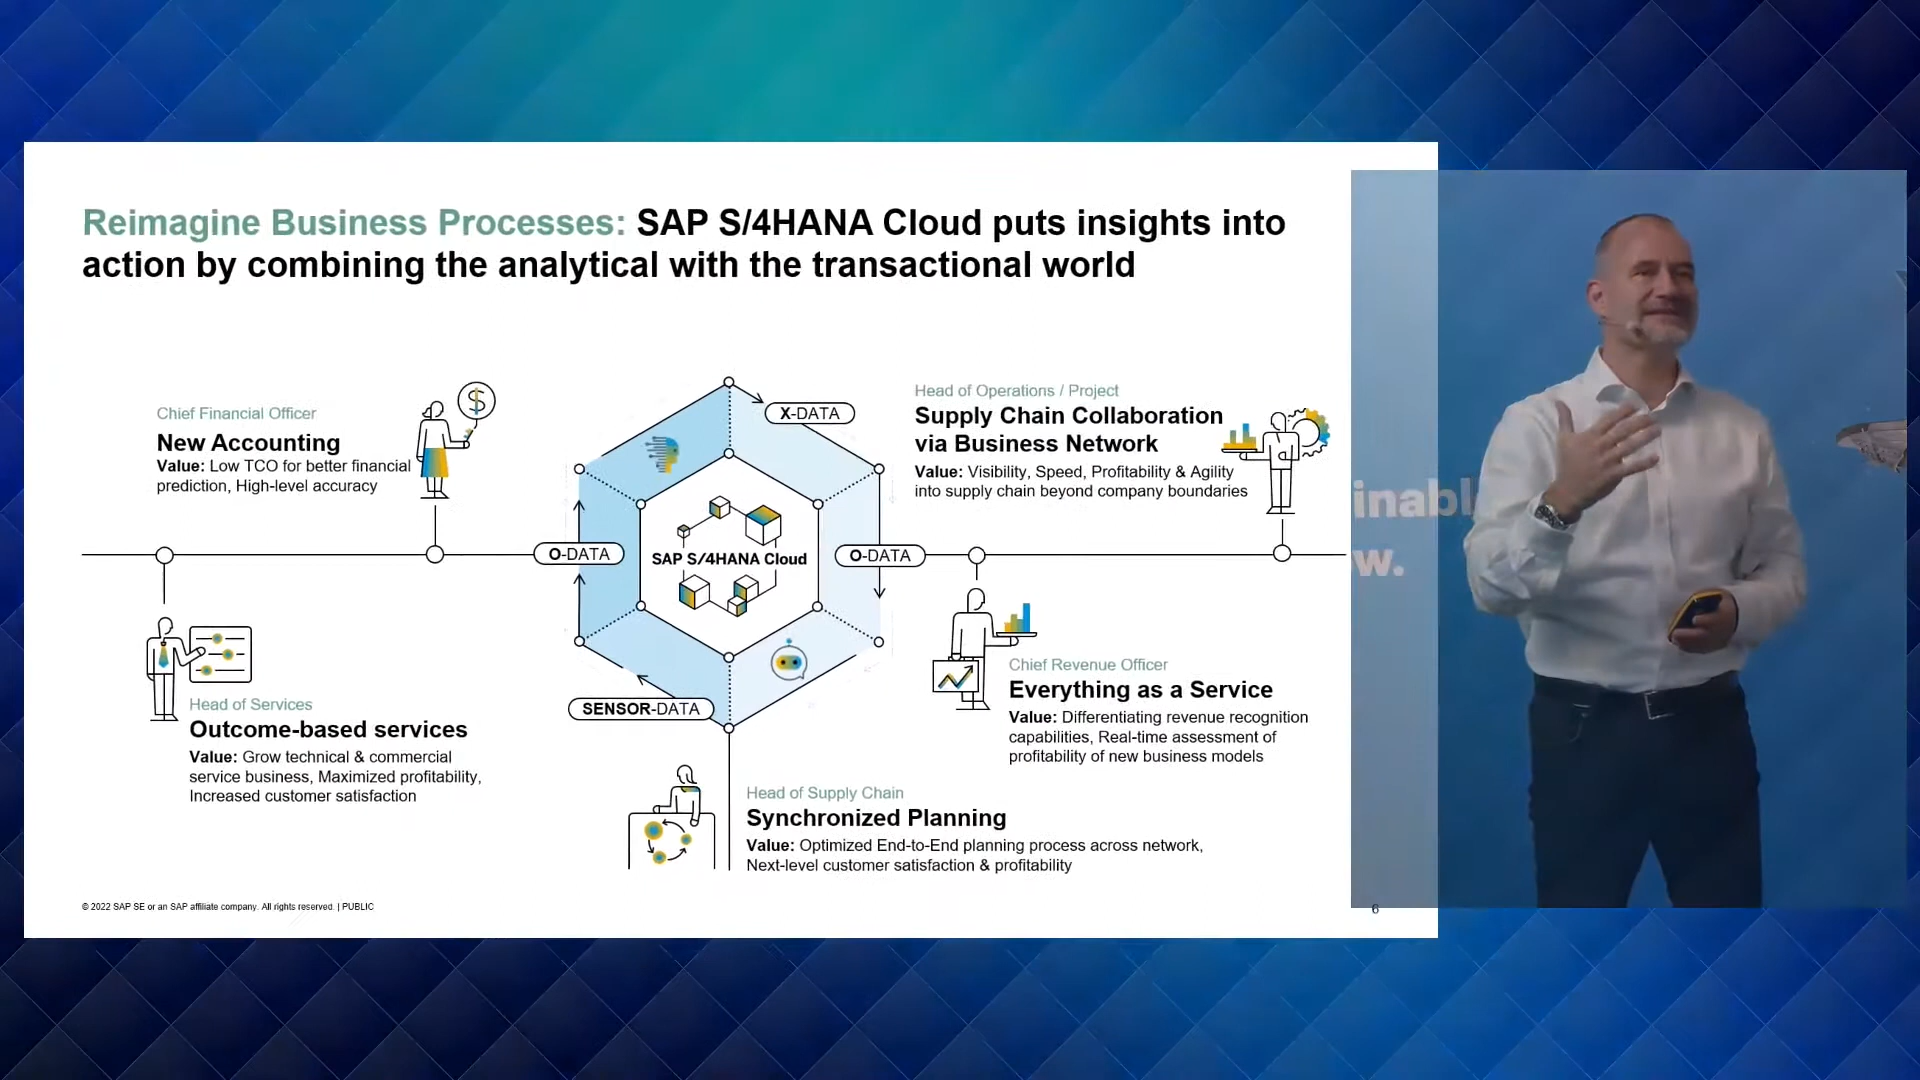 Reimagine Business Processes: SAP S/4HANA Cloud puts insights into
action by combining the analytical with the transactional world
Chief Financial Officer
New Accounting
Value: Low TCO for better financial
prediction, High-level accuracy
$
X-DATA
Head of Operations / Project
Supply Chain Collaboration
via Business Network
Value: Visibility, Speed, Profitability & Agility
into supply chain beyond company boundaries
O-DATA
SAP S/4HANA Cloud
O-DATA
Head of Services
Outcome-based services
Value: Grow technical & commercial
service business, Maximized profitability,
Increased customer satisfaction
SENSOR-DATA
Chief Revenue Officer
Everything as a Service
Value: Differentiating revenue recognition
capabilities, Real-time assessment of
profitability of new business models
Head of Supply Chain
Synchronized Planning
Value: Optimized End-to-End planning process across network,
Next-level customer satisfaction & profitability
© 2022 SAP SE or an SAP affiliate company. All rights reserved. | PUBLIC
6
inabl
w.